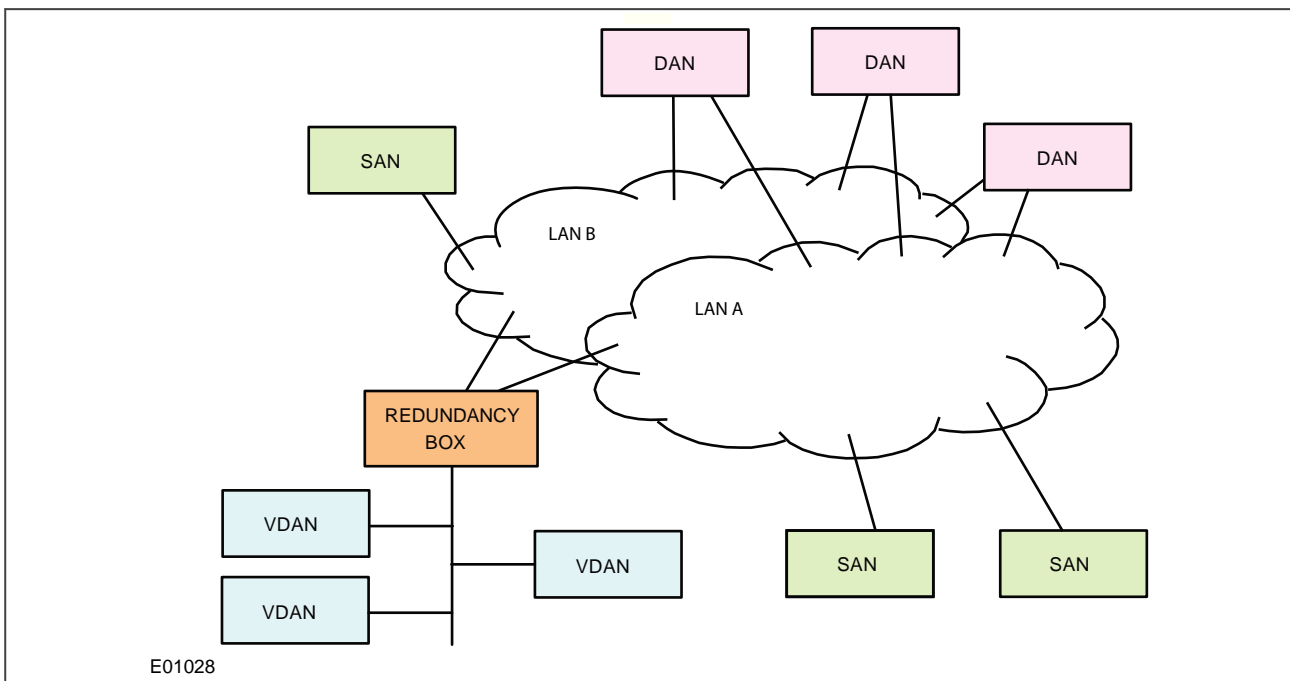 DAN
DAN
DAN
SAN
LAN B
LAN A
REDUNDANCY
BOX
VDAN
VDAN
VDAN
SAN
SAN
E01028